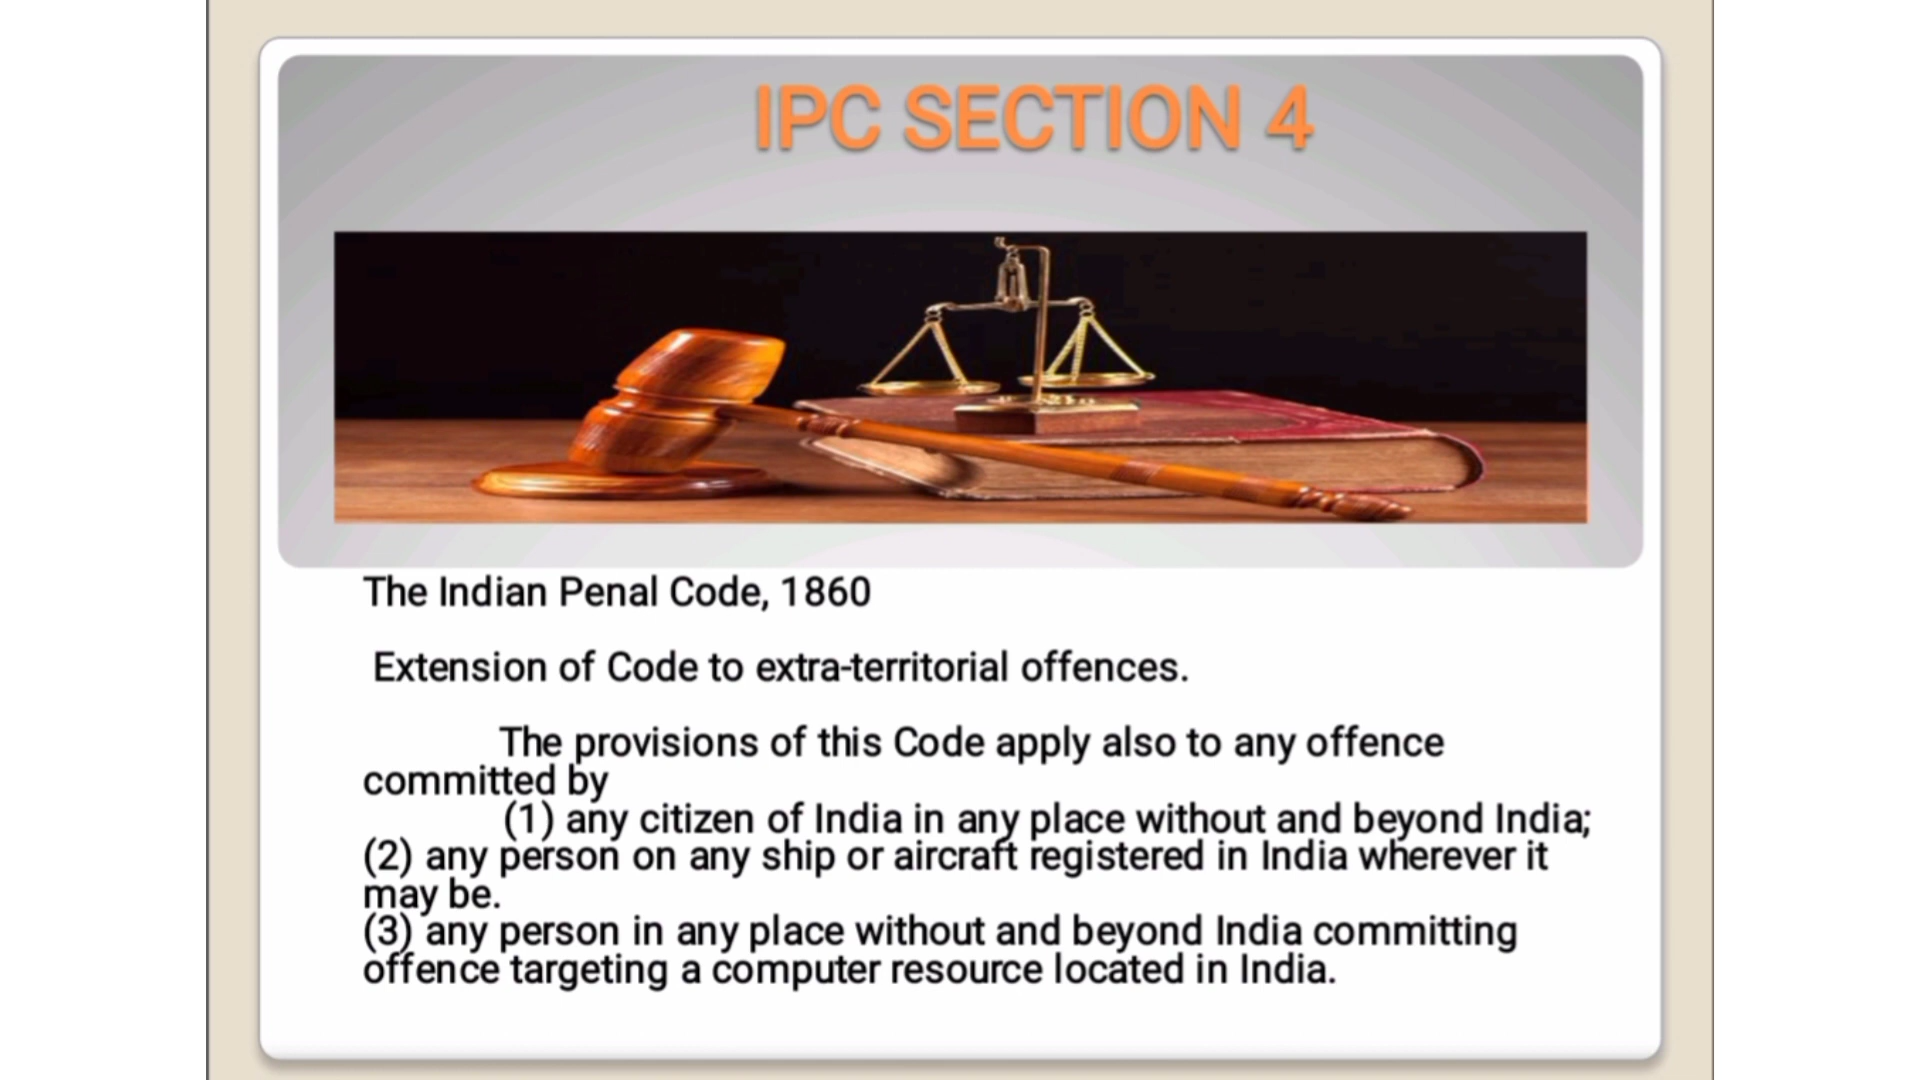 IPC SECTION 4
The Indian Penal Code, 1860
Extension of Code to extra-territorial offences.
The provisions of this Code apply also to any offence
committed by
(1) any citizen of India in any place without and beyond India;
(2) any person on any ship or aircraft registered in India wherever it
may be.
(3) any person in any place without and beyond India committing
offence targeting a computer resource located in India.